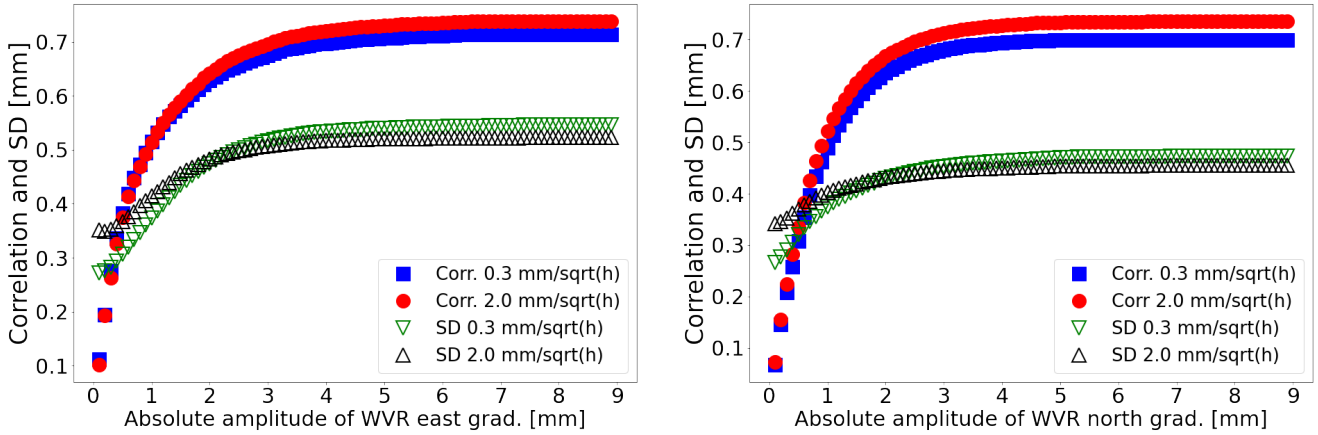 Correlation and SD [mm]
0.7
0.6
0.5
0.4
0.3
0.2
0.1
0 1 2 3 4 5 6 7 8 9
Absolute amplitude of WVR east grad. [mm]
Corr. 0.3 mm/sqrt(h)
Corr. 2.0 mm/sqrt(h)
SD 0.3 mm/sqrt(h)
SD 2.0 mm/sqrt(h)
Correlation and SD [mm]
0.7
0.6
0.5
0.4
0.3
0.2
0.1
0 1 2 3 4 5 6 7 8 9
Absolute amplitude of WVR north grad. [mm]
Corr. 0.3 mm/sqrt(h)
Corr 2.0 mm/sqrt(h)
SD 0.3 mm/sqrt(h)
SD 2.0 mm/sqrt(h)